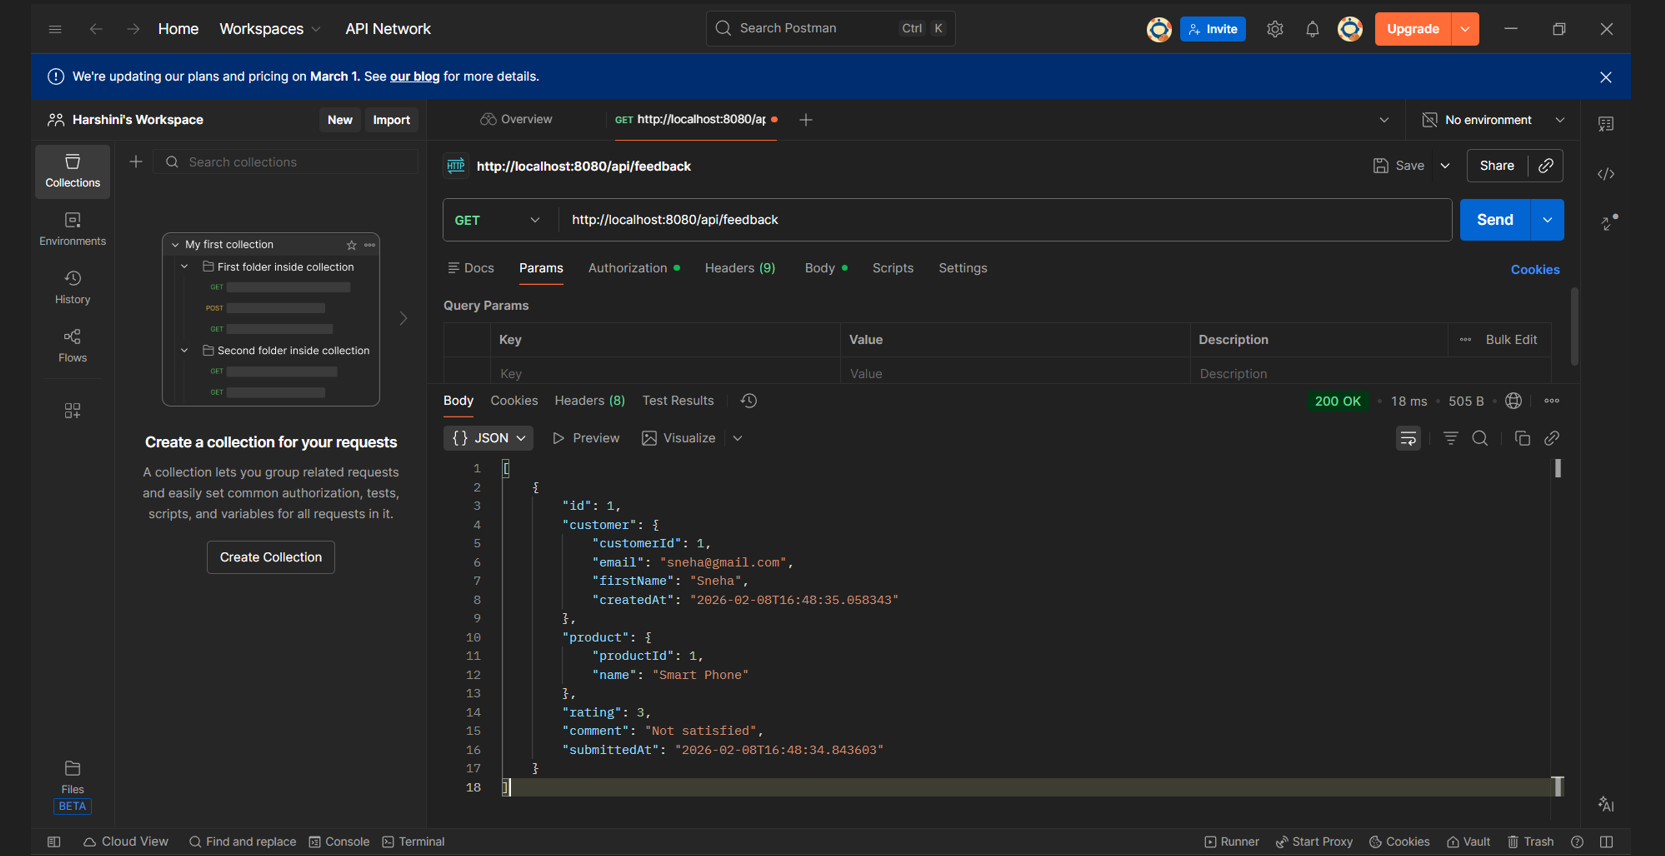 Home Workspaces API Network Search Postman Ctrl K Invite Upgrade
We're updating our plans and pricing on March 1. See our blog for more details.
Harshini's Workspace New Import Overview GET http://localhost:8080/ap No environment
Collections
Search collections
HTTP http://localhost:8080/api/feedback Save Share
Environments
GET http://localhost:8080/api/feedback Send
History
Flows
My first collection
First folder inside collection
GET
POST
GET
Second folder inside collection
GET
GET
Create a collection for your requests
A collection lets you group related requests
and easily set common authorization, tests,
scripts, and variables for all requests in it.
Create Collection
Files
BETA
Docs Params Authorization Headers (9) Body Scripts Settings Cookies
Query Params
Key Value Description Bulk Edit
Key Value Description
Body Cookies Headers (8) Test Results 200 OK 18 ms 505 B
{} JSON Preview Visualize
1 [
2 {
3 "id": 1,
4 "customer": {
5 "customerId": 1,
6 "email": "sneha@gmail.com",
7 "firstName": "Sneha",
8 "createdAt": "2026-02-08T16:48:35.058343"
9 },
10 "product": {
11 "productId": 1,
12 "name": "Smart Phone"
13 },
14 "rating": 3,
15 "comment": "Not satisfied",
16 "submittedAt": "2026-02-08T16:48:34.843603"
17 }
18 ]
AI
Cloud View Find and replace Console Terminal Runner Start Proxy Cookies Vault Trash